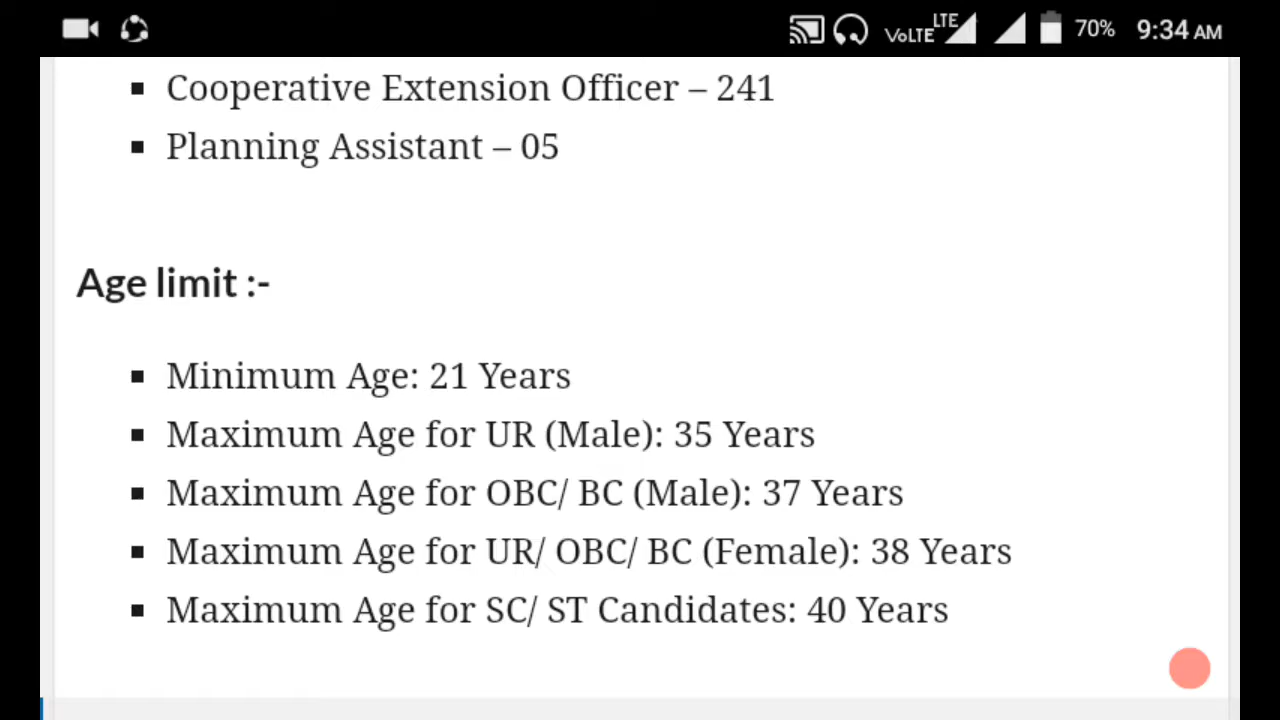 VoLTE LTE 70% 9:34 AM
Cooperative Extension Officer – 241
Planning Assistant – 05
Age limit :-
Minimum Age: 21 Years
Maximum Age for UR (Male): 35 Years
Maximum Age for OBC/ BC (Male): 37 Years
Maximum Age for UR/ OBC/ BC (Female): 38 Years
Maximum Age for SC/ ST Candidates: 40 Years